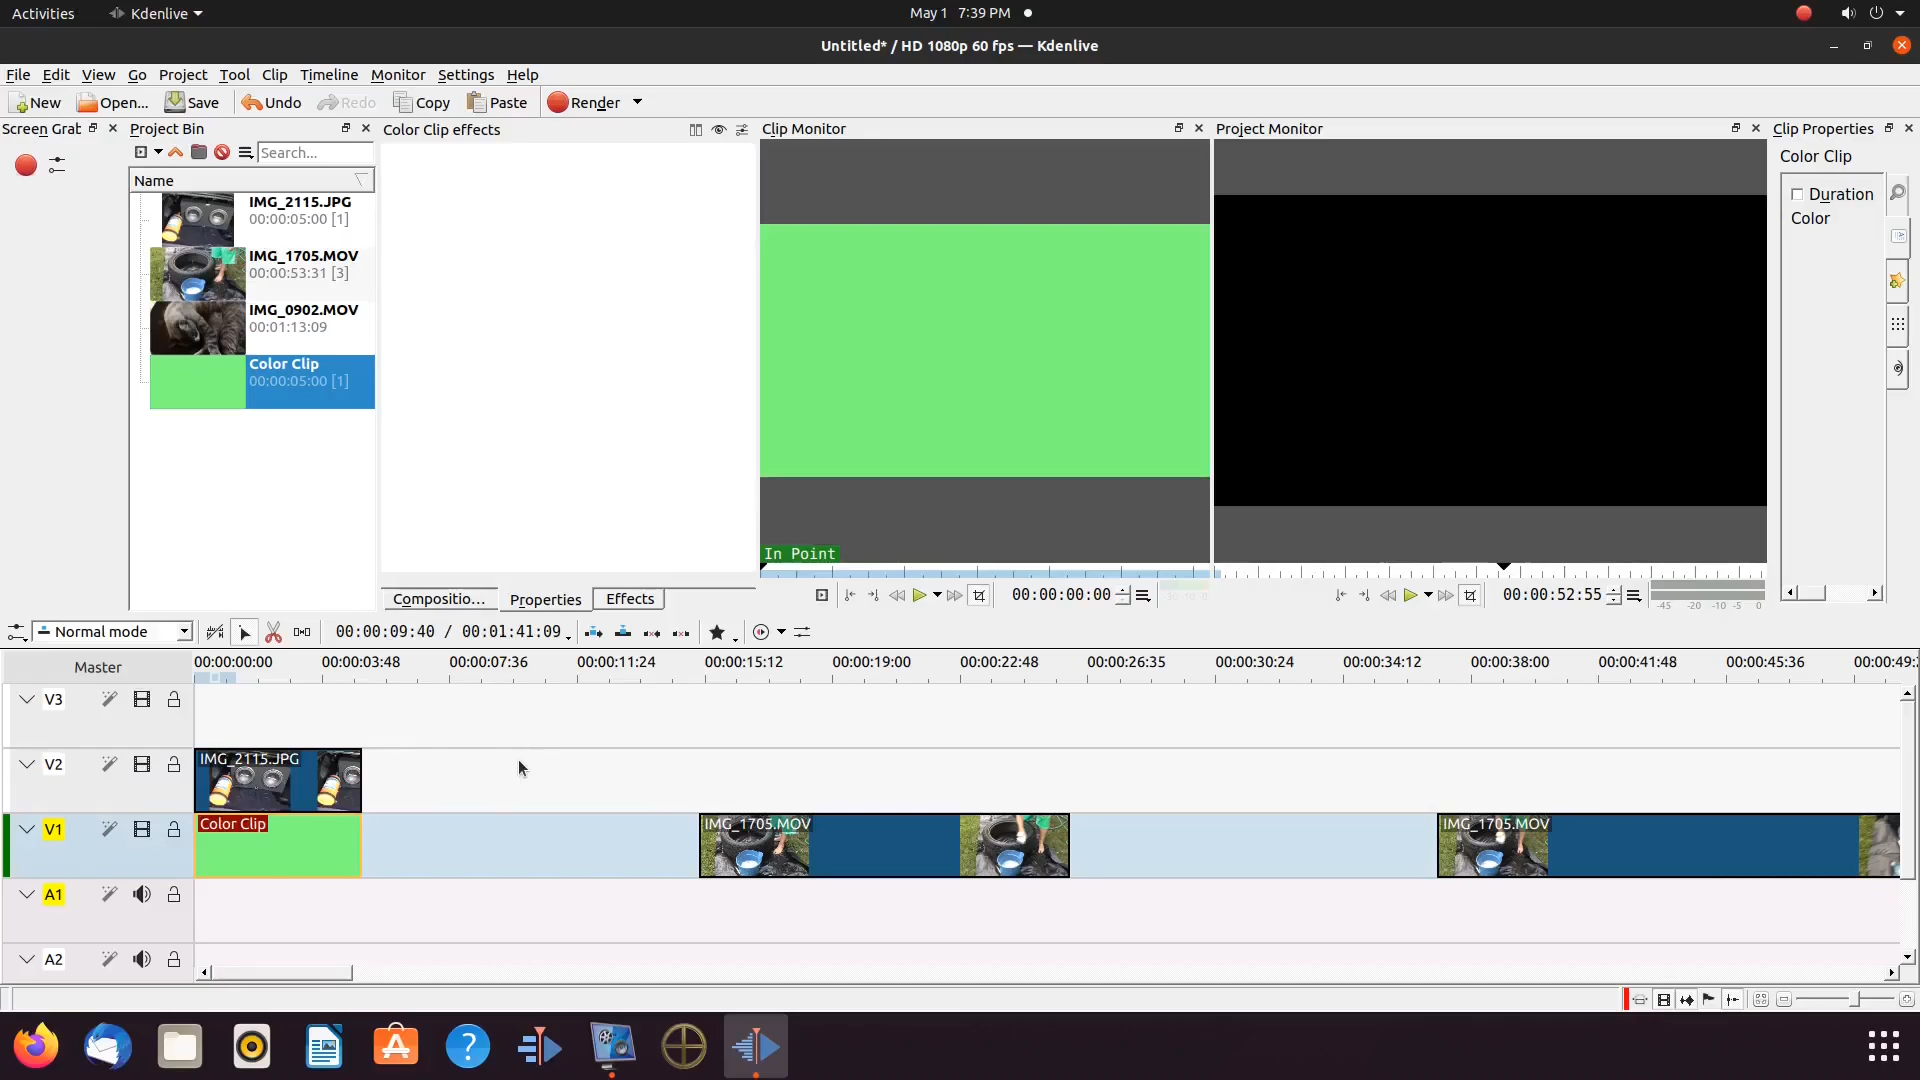 Activities Kdenlive May 1 7:39 PM
Untitled* / HD 1080p 60 fps — Kdenlive
File Edit View Go Project Tool Clip Timeline Monitor Settings Help
New Open... Save Undo Redo Copy Paste Render
Screen Grab Project Bin Color Clip effects Clip Monitor Project Monitor Clip Properties
Search...
Color Clip
Name
Duration
Color
IMG_2115.JPG
00:00:05:00 [1]
IMG_1705.MOV
00:00:53:31 [3]
IMG_0902.MOV
00:01:13:09
Color Clip
00:00:05:00 [1]
In Point
Compositio... Properties Effects
00:00:00:00 00:00:52:55
-45 -20 -10 -5 0
Normal mode 00:00:09:40 / 00:01:41:09
Master 00:00:00:00 00:00:03:48 00:00:07:36 00:00:11:24 00:00:15:12 00:00:19:00 00:00:22:48 00:00:26:35 00:00:30:24 00:00:34:12 00:00:38:00 00:00:41:48 00:00:45:36 00:00:49:
V3
V2 IMG_2115.JPG
V1 Color Clip IMG_1705.MOV IMG_1705.MOV
A1
A2